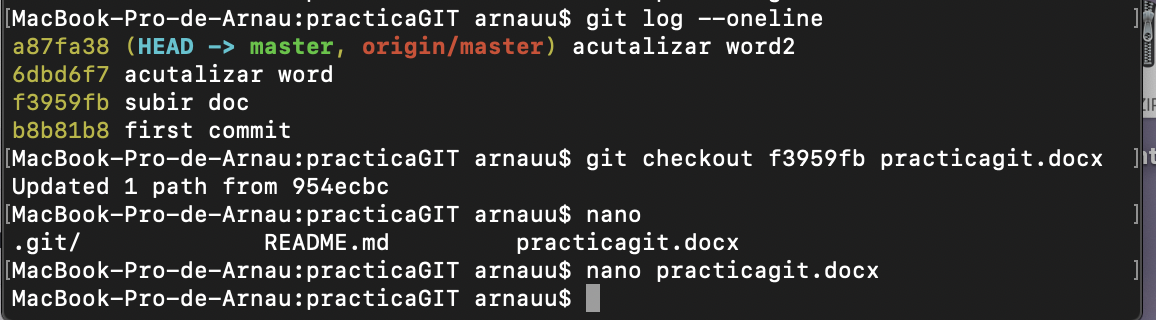 [MacBook-Pro-de-Arnau:practicaGIT arnauu$ git log --oneline ]
a87fa38 (HEAD -> master, origin/master) acutalizar word2
6dbd6f7 acutalizar word
f3959fb subir doc
b8b81b8 first commit
[MacBook-Pro-de-Arnau:practicaGIT arnauu$ git checkout f3959fb practicagit.docx ]
Updated 1 path from 954ecbc
[MacBook-Pro-de-Arnau:practicaGIT arnauu$ nano ]
.git/ README.md practicagit.docx
[MacBook-Pro-de-Arnau:practicaGIT arnauu$ nano practicagit.docx ]
MacBook-Pro-de-Arnau:practicaGIT arnauu$